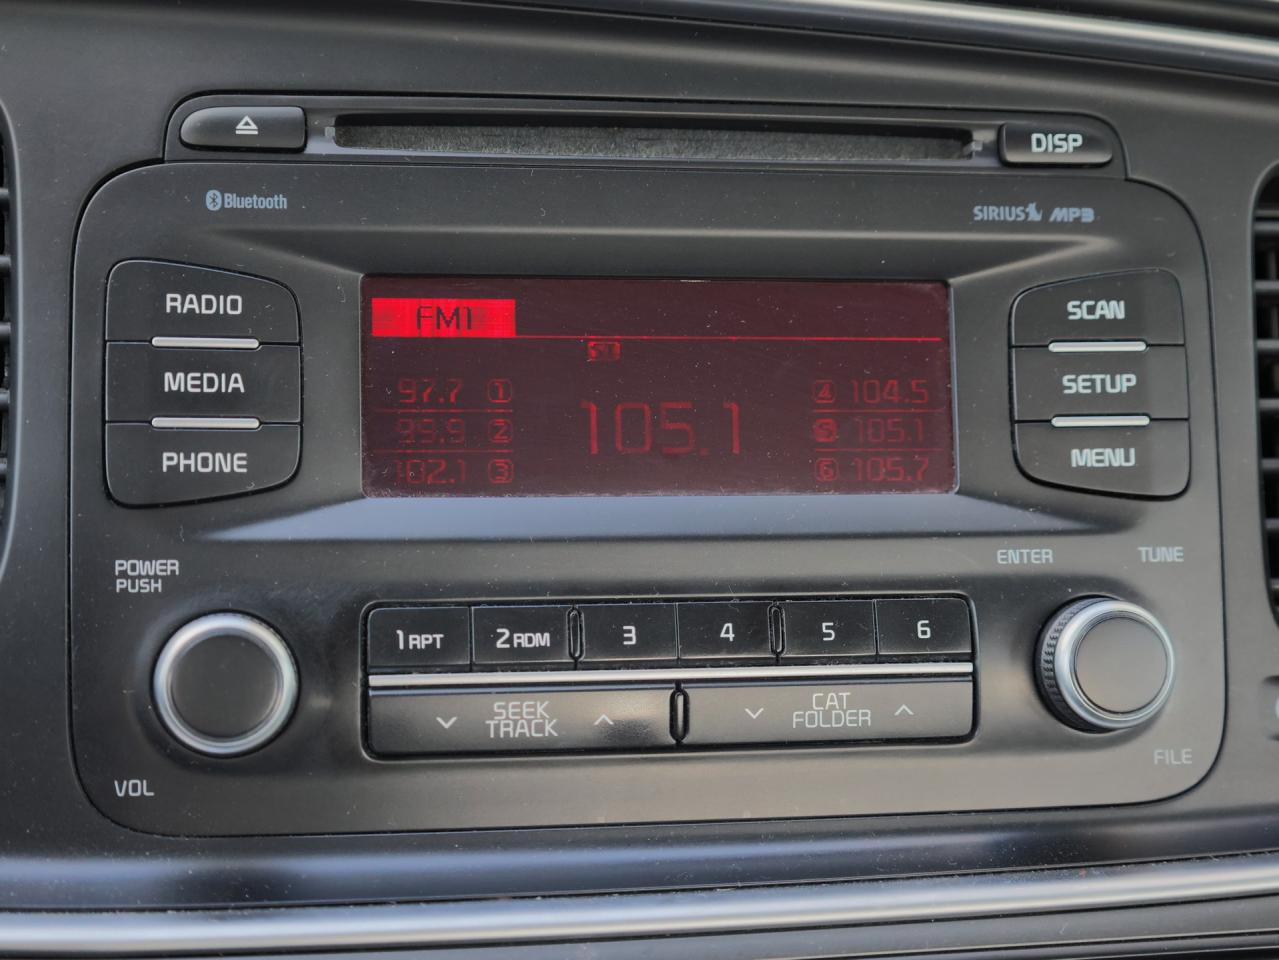 DISP
Bluetooth
SIRIUS MP3
RADIO
MEDIA
PHONE
FM1
ST
97.7 1
99.9 2
102.1 3
105.1
4 104.5
5 105.1
6 105.7
SCAN
SETUP
MENU
POWER
PUSH
VOL
1 RPT 2 RDM 3 4 5 6
SEEK
TRACK
CAT
FOLDER
ENTER
TUNE
FILE